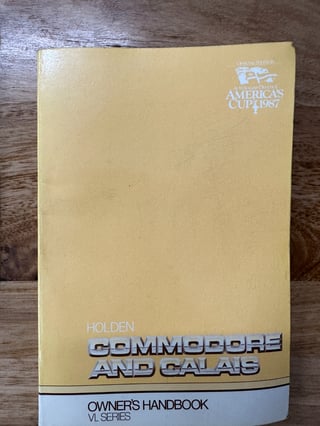 AMERICA'S
CUP 1987
HOLDEN
COMMODORE
AND CALAIS
OWNER'S HANDBOOK
VL SERIES